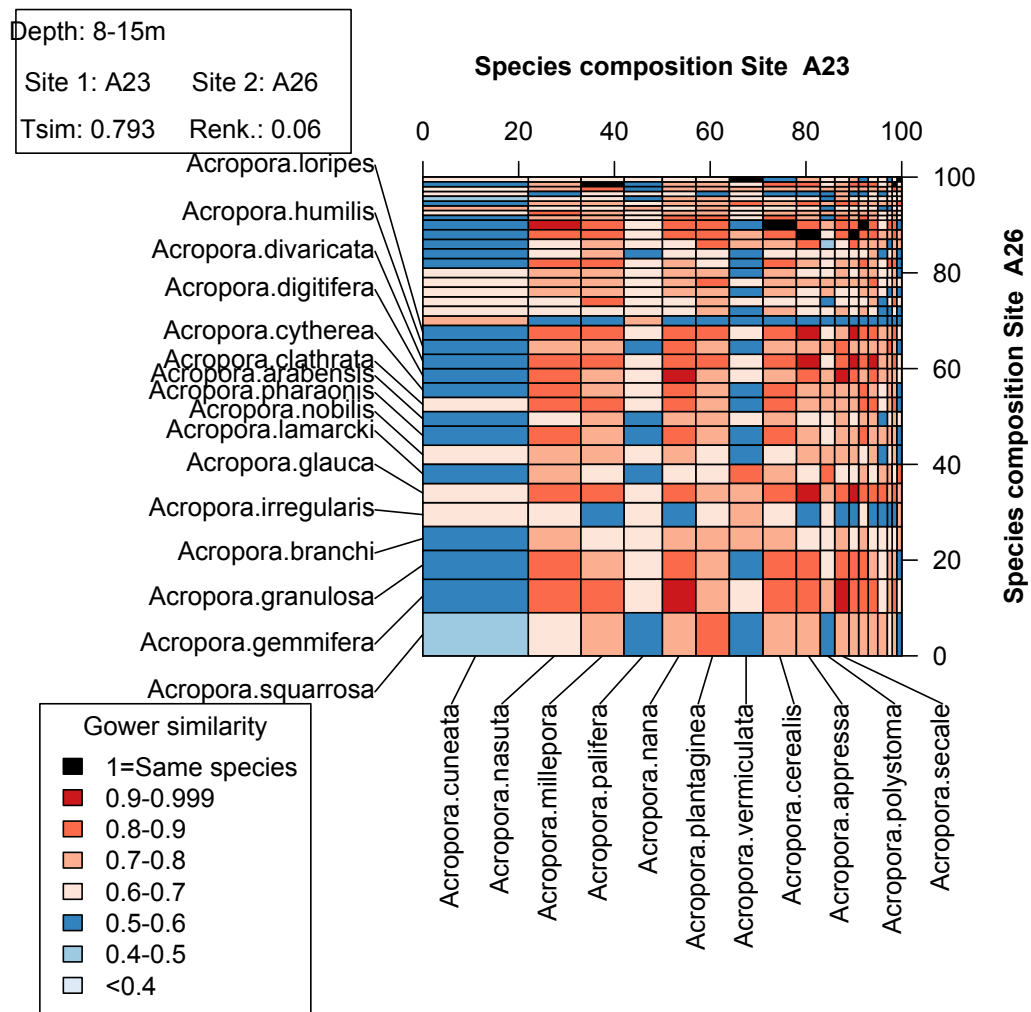 Depth: 8-15m
Site 1: A23 Site 2: A26
Tsim: 0.793 Renk.: 0.06
Species composition Site A23
0 20 40 60 80 100
Acropora.loripes
Acropora.humilis
Acropora.divaricata
Acropora.digitifera
Acropora.cytherea
Acropora.clathrata
Acropora.arabensis
Acropora.pharaonis
Acropora.nobilis
Acropora.lamarcki
Acropora.glauca
Acropora.irregularis
Acropora.branchi
Acropora.granulosa
Acropora.gemmifera
Acropora.squarrosa
100
80
60
40
20
0
Species composition Site A26
Acropora.cuneata
Acropora.nasuta
Acropora.millepora
Acropora.palifera
Acropora.nana
Acropora.plantaginea
Acropora.vermiculata
Acropora.cerealis
Acropora.appressa
Acropora.polystoma
Acropora.secale
Gower similarity
1=Same species
0.9-0.999
0.8-0.9
0.7-0.8
0.6-0.7
0.5-0.6
0.4-0.5
<0.4